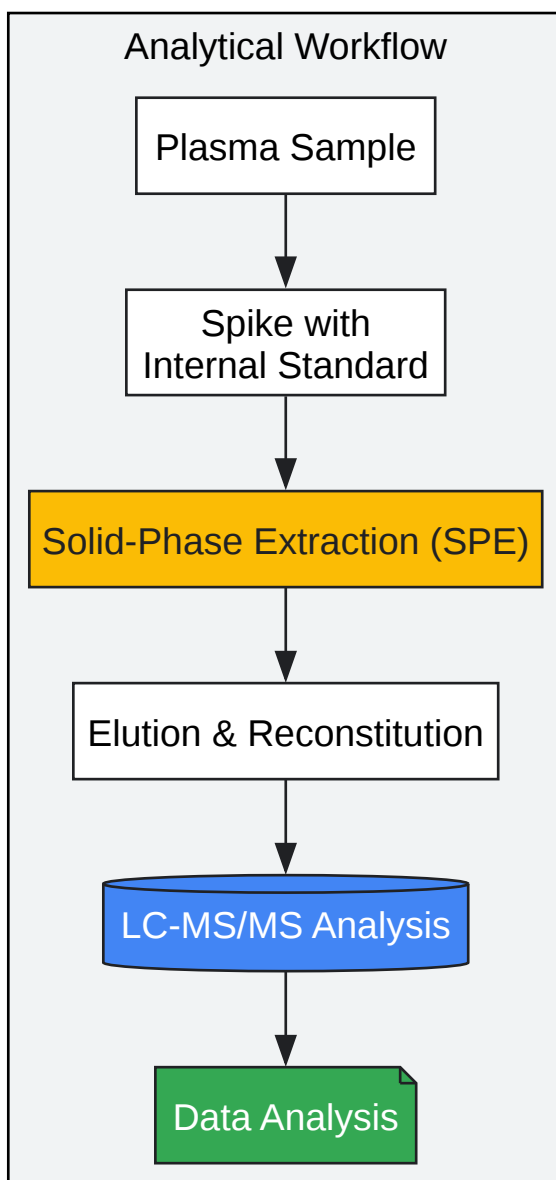 Analytical Workflow
Plasma Sample
Spike with
Internal Standard
Solid-Phase Extraction (SPE)
Elution & Reconstitution
LC-MS/MS Analysis
Data Analysis